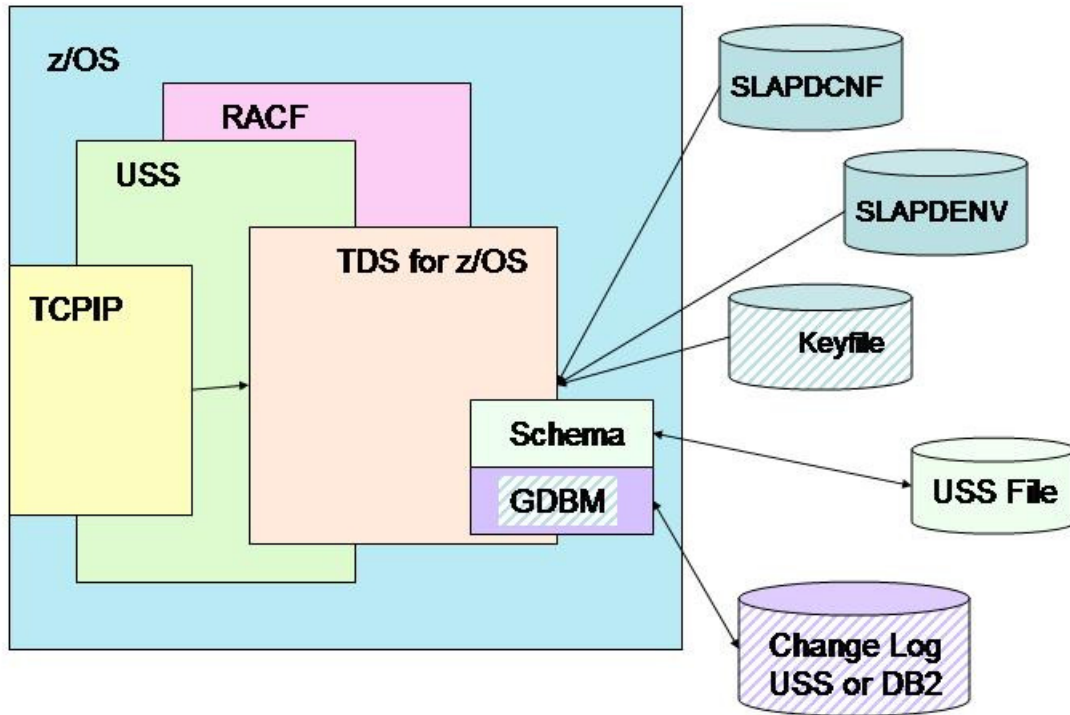 z/OS
RACF
USS
TDS for z/OS
TCPIP
Schema
GDBM
SLAPDCNF
SLAPDENV
Keyfile
USS File
Change Log
USS or DB2